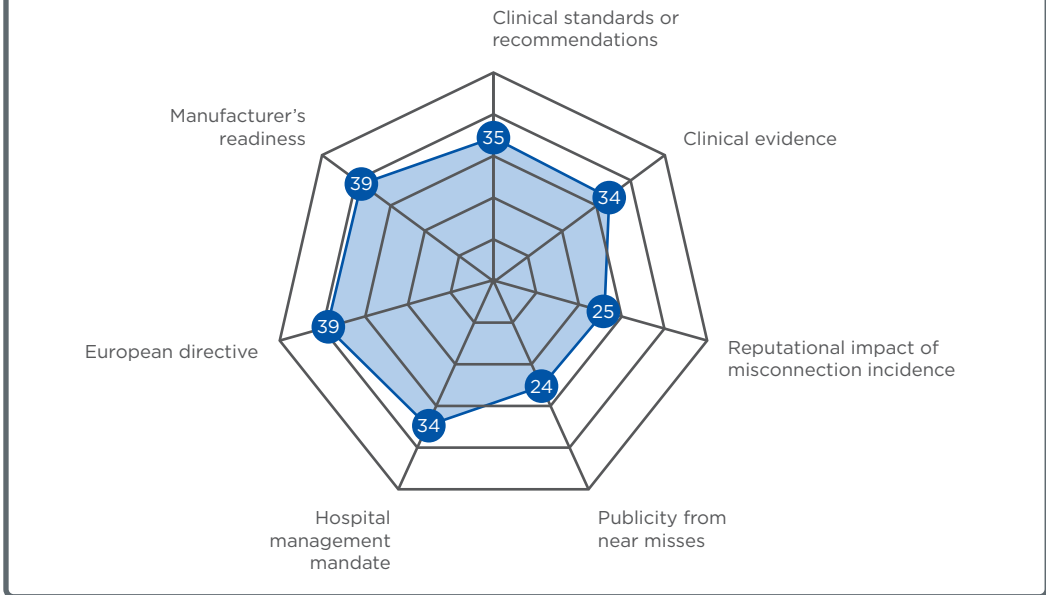 Clinical standards or
recommendations
Manufacturer’s
readiness
Clinical evidence
35
39
34
25
Reputational impact of
misconnection incidence
39
European directive
24
34
Hospital
management
mandate
Publicity from
near misses